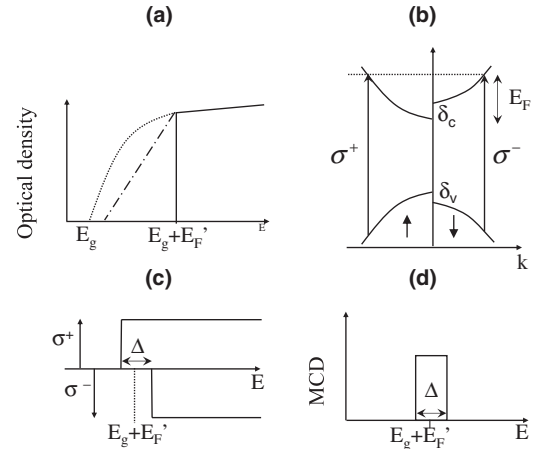 (a)
Optical density
E_g
E_g+E_F'
E
(b)
δ_c
E_F
σ^+
σ^-
δ_v
k
(c)
σ^+
Δ
E
σ^-
E_g+E_F'
(d)
MCD
Δ
E_g+E_F'
E